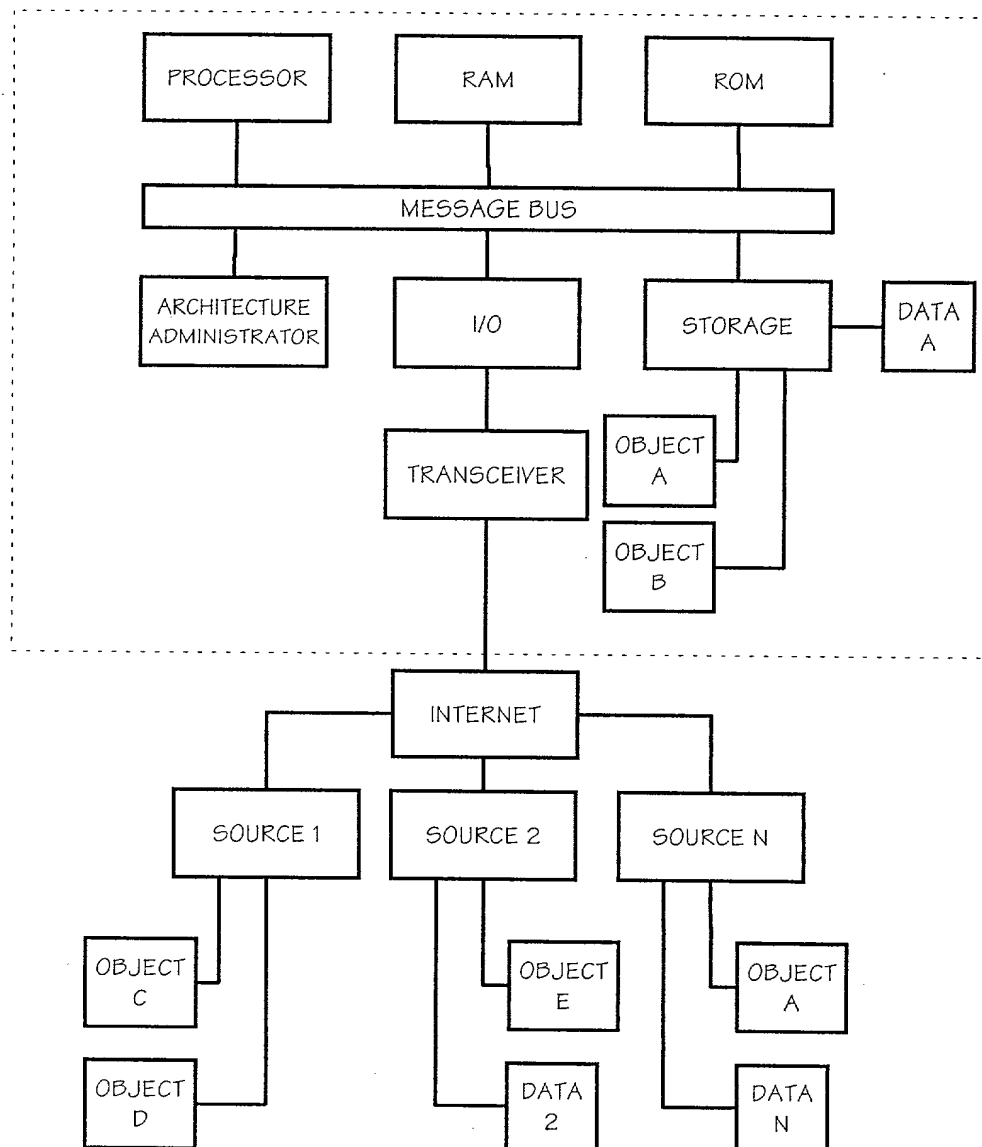 PROCESSOR
RAM
ROM
MESSAGE BUS
ARCHITECTURE
ADMINISTRATOR
I/O
STORAGE
DATA
A
OBJECT
A
TRANSCEIVER
OBJECT
B
INTERNET
SOURCE 1
SOURCE 2
SOURCE N
OBJECT
C
OBJECT
E
OBJECT
A
OBJECT
D
DATA
2
DATA
N